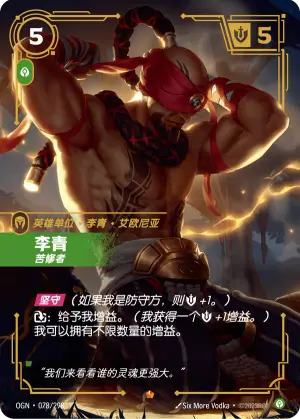 5
5
英雄单位 · 李青 · 艾欧尼亚
李青
苦修者
坚守（如果我是防守方，则 +1。）
：给予我增益。（我获得一个 +1增益。）
我可以拥有不限数量的增益。
“我们来看看谁的灵魂更强大。”
OGN · 078/298 Six More Vodka · ©2025